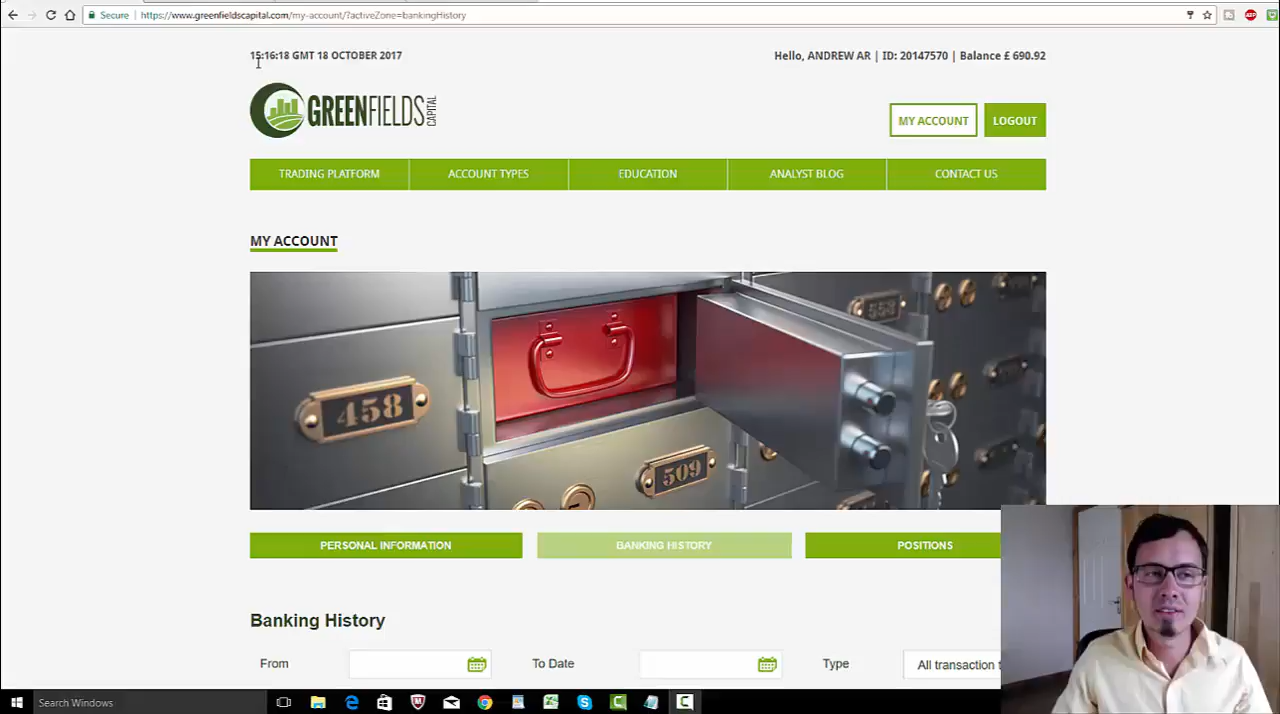 Secure https://www.greenfieldscapital.com/my-account/?activeZone=bankingHistory
15:16:18 GMT 18 OCTOBER 2017
Hello, ANDREW AR | ID: 20147570 | Balance £ 690.92
GREENFIELDS CAPITAL
MY ACCOUNT
LOGOUT
TRADING PLATFORM
ACCOUNT TYPES
EDUCATION
ANALYST BLOG
CONTACT US
MY ACCOUNT
458
509
559
PERSONAL INFORMATION
BANKING HISTORY
POSITIONS
Banking History
From
To Date
Type
All transaction t
Search Windows